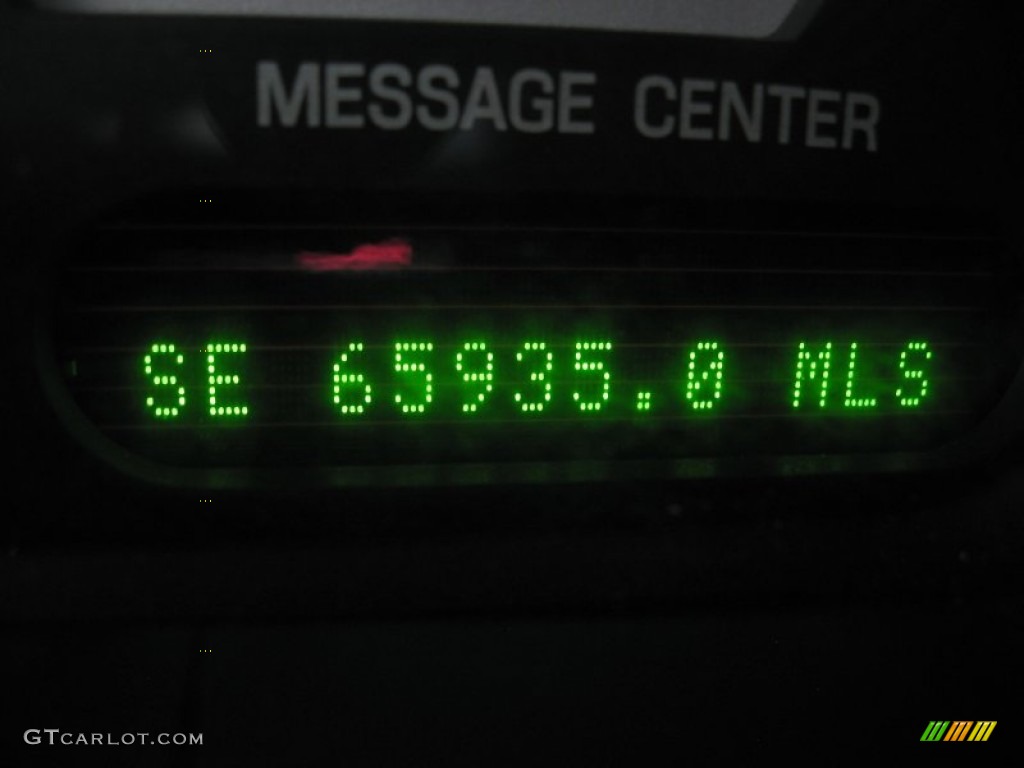 MESSAGE CENTER
SE 65935.0 MLS
GTCARLOT.COM